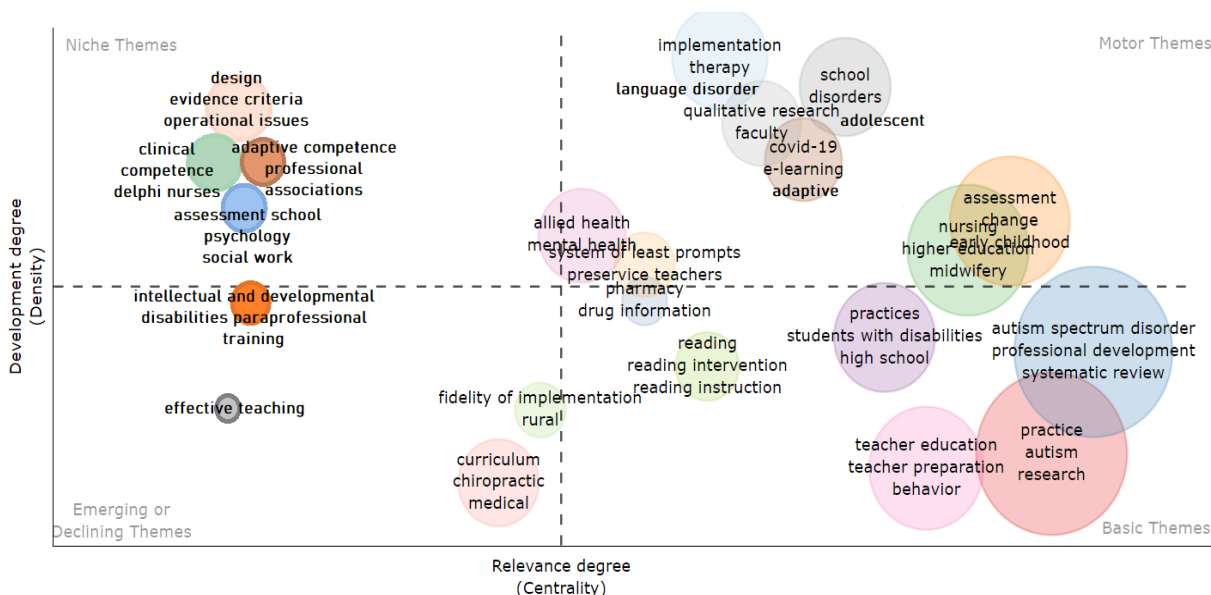 Niche Themes
Motor Themes
design
evidence criteria
operational issues
clinical
competence
delphi nurses
adaptive competence
professional
associations
assessment school
psychology
social work
implementation
therapy
language disorder
qualitative research
faculty
school
disorders
adolescent
covid-19
e-learning
adaptive
allied health
mental health
system of least prompts
preservice teachers
pharmacy
drug information
assessment
change
early childhood
nursing
higher education
midwifery
intellectual and developmental
disabilities paraprofessional
training
effective teaching
fidelity of implementation
rural
curriculum
chiropractic
medical
reading
reading intervention
reading instruction
practices
students with disabilities
high school
autism spectrum disorder
professional development
systematic review
teacher education
teacher preparation
behavior
practice
autism
research
Emerging or
Declining Themes
Basic Themes
Development degree
(Density)
Relevance degree
(Centrality)